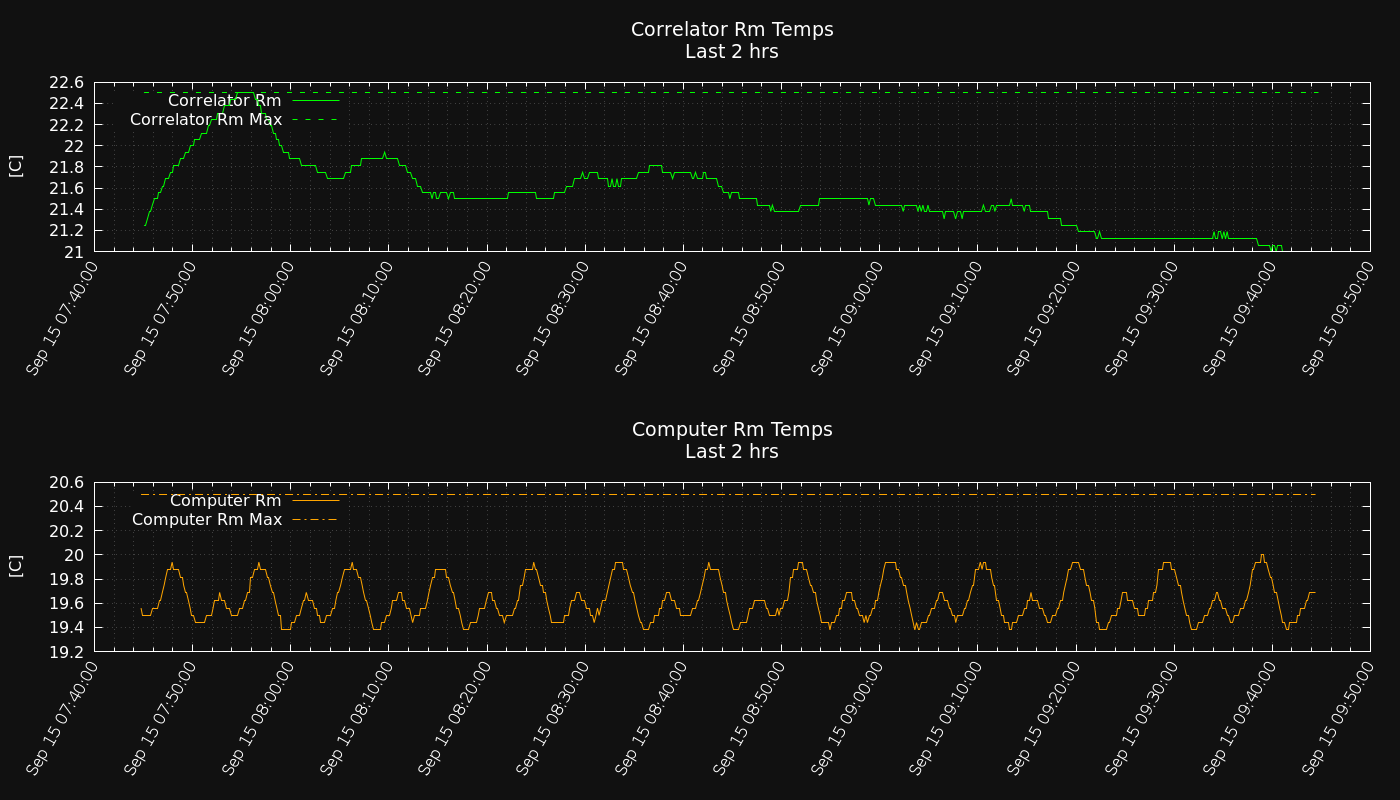 Correlator Rm Temps
Last 2 hrs
22.6
22.4
22.2
22
21.8
21.6
21.4
21.2
21
[C]
Correlator Rm
Correlator Rm Max
Sep 15 07:40:00
Sep 15 07:50:00
Sep 15 08:00:00
Sep 15 08:10:00
Sep 15 08:20:00
Sep 15 08:30:00
Sep 15 08:40:00
Sep 15 08:50:00
Sep 15 09:00:00
Sep 15 09:10:00
Sep 15 09:20:00
Sep 15 09:30:00
Sep 15 09:40:00
Sep 15 09:50:00
Computer Rm Temps
Last 2 hrs
20.6
20.4
20.2
20
19.8
19.6
19.4
19.2
[C]
Computer Rm
Computer Rm Max
Sep 15 07:40:00
Sep 15 07:50:00
Sep 15 08:00:00
Sep 15 08:10:00
Sep 15 08:20:00
Sep 15 08:30:00
Sep 15 08:40:00
Sep 15 08:50:00
Sep 15 09:00:00
Sep 15 09:10:00
Sep 15 09:20:00
Sep 15 09:30:00
Sep 15 09:40:00
Sep 15 09:50:00